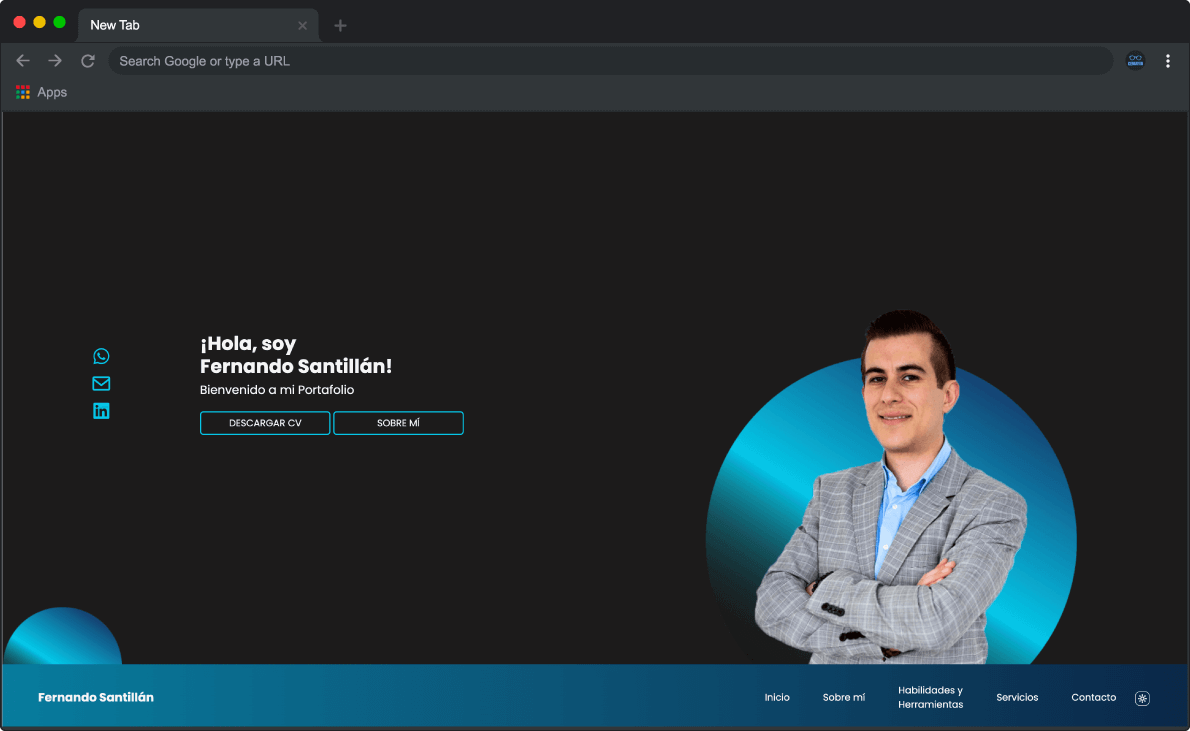 New Tab
Search Google or type a URL
Apps
¡Hola, soy
Fernando Santillán!
Bienvenido a mi Portafolio
DESCARGAR CV
SOBRE MÍ
Fernando Santillán
Inicio
Sobre mí
Habilidades y
Herramientas
Servicios
Contacto